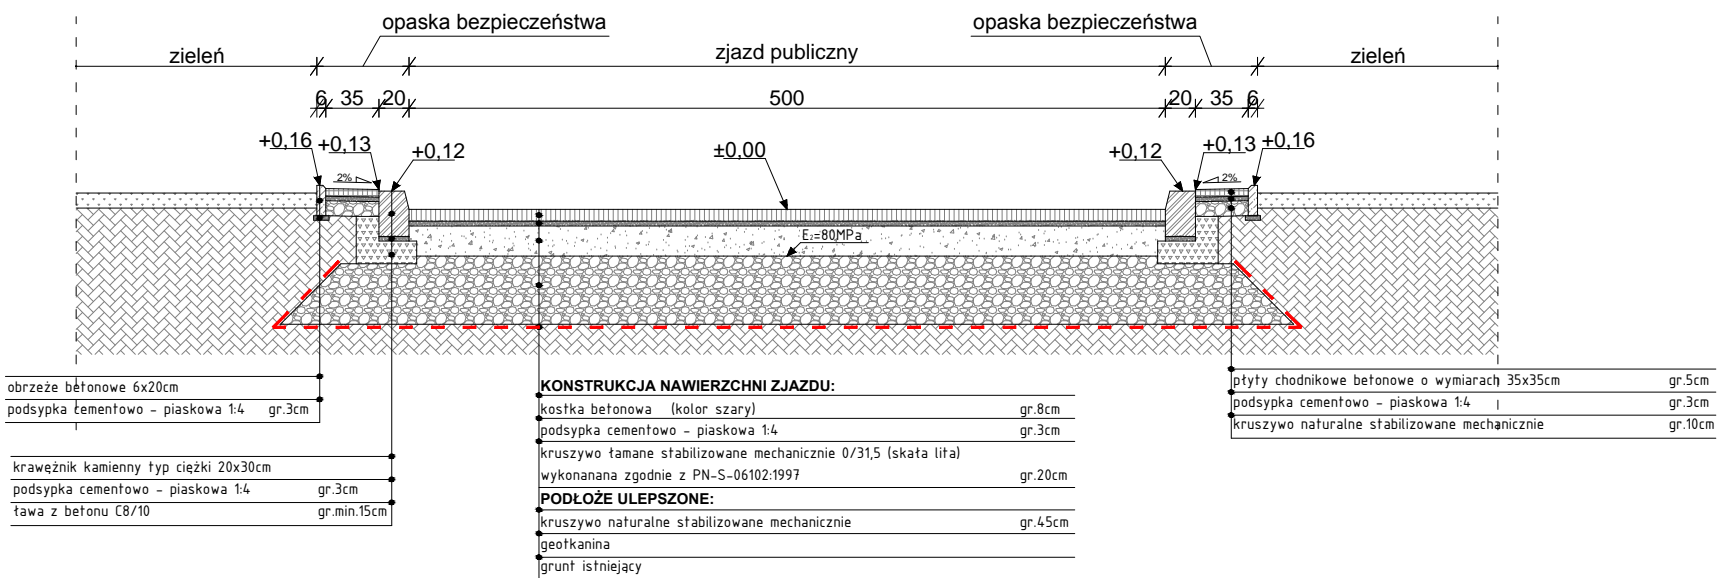 opaska bezpieczeństwa opaska bezpieczeństwa
zieleń zjazd publiczny zieleń
6 35 20 500 20 35 6
+0,16 +0,13 +0,12 ±0,00 +0,12 +0,13 +0,16
2% 2%
E₂=80MPa
obrzeże betonowe 6x20cm
podsypka cementowo - piaskowa 1:4 gr.3cm
krawężnik kamienny typ ciężki 20x30cm
podsypka cementowo - piaskowa 1:4 gr.3cm
ława z betonu C8/10 gr.min.15cm
KONSTRUKCJA NAWIERZCHNI ZJAZDU:
kostka betonowa (kolor szary) gr.8cm
podsypka cementowo - piaskowa 1:4 gr.3cm
kruszywo łamane stabilizowane mechanicznie 0/31,5 (skała lita)
wykonanana zgodnie z PN-S-06102:1997 gr.20cm
PODŁOŻE ULEPSZONE:
kruszywo naturalne stabilizowane mechanicznie gr.45cm
geotkanina
grunt istniejący
płyty chodnikowe betonowe o wymiarach 35x35cm gr.5cm
podsypka cementowo - piaskowa 1:4 gr.3cm
kruszywo naturalne stabilizowane mechanicznie gr.10cm